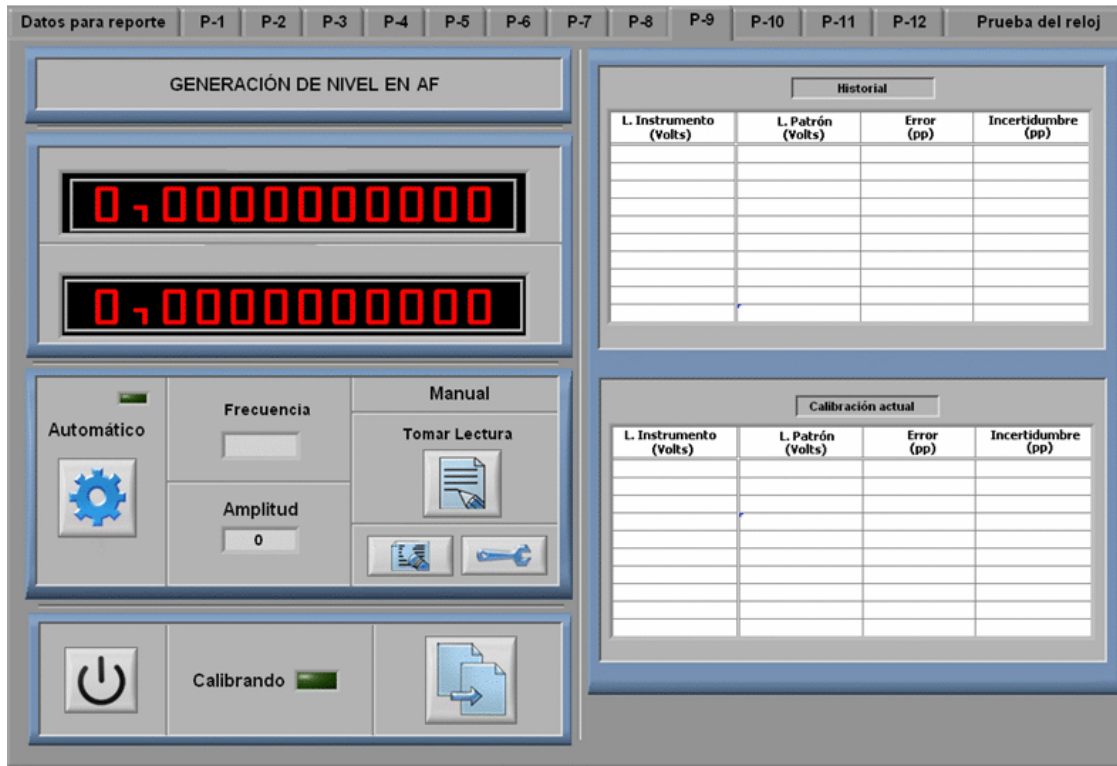 Datos para reporte P-1 P-2 P-3 P-4 P-5 P-6 P-7 P-8 P-9 P-10 P-11 P-12 Prueba del reloj
GENERACIÓN DE NIVEL EN AF
0,0000000000
0,0000000000
Automático
Frecuencia
Amplitud
0
Manual
Tomar Lectura
Calibrando
Historial
L. Instrumento (Volts) L. Patrón (Volts) Error (pp) Incertidumbre (pp)
Calibración actual
L. Instrumento (Volts) L. Patrón (Volts) Error (pp) Incertidumbre (pp)